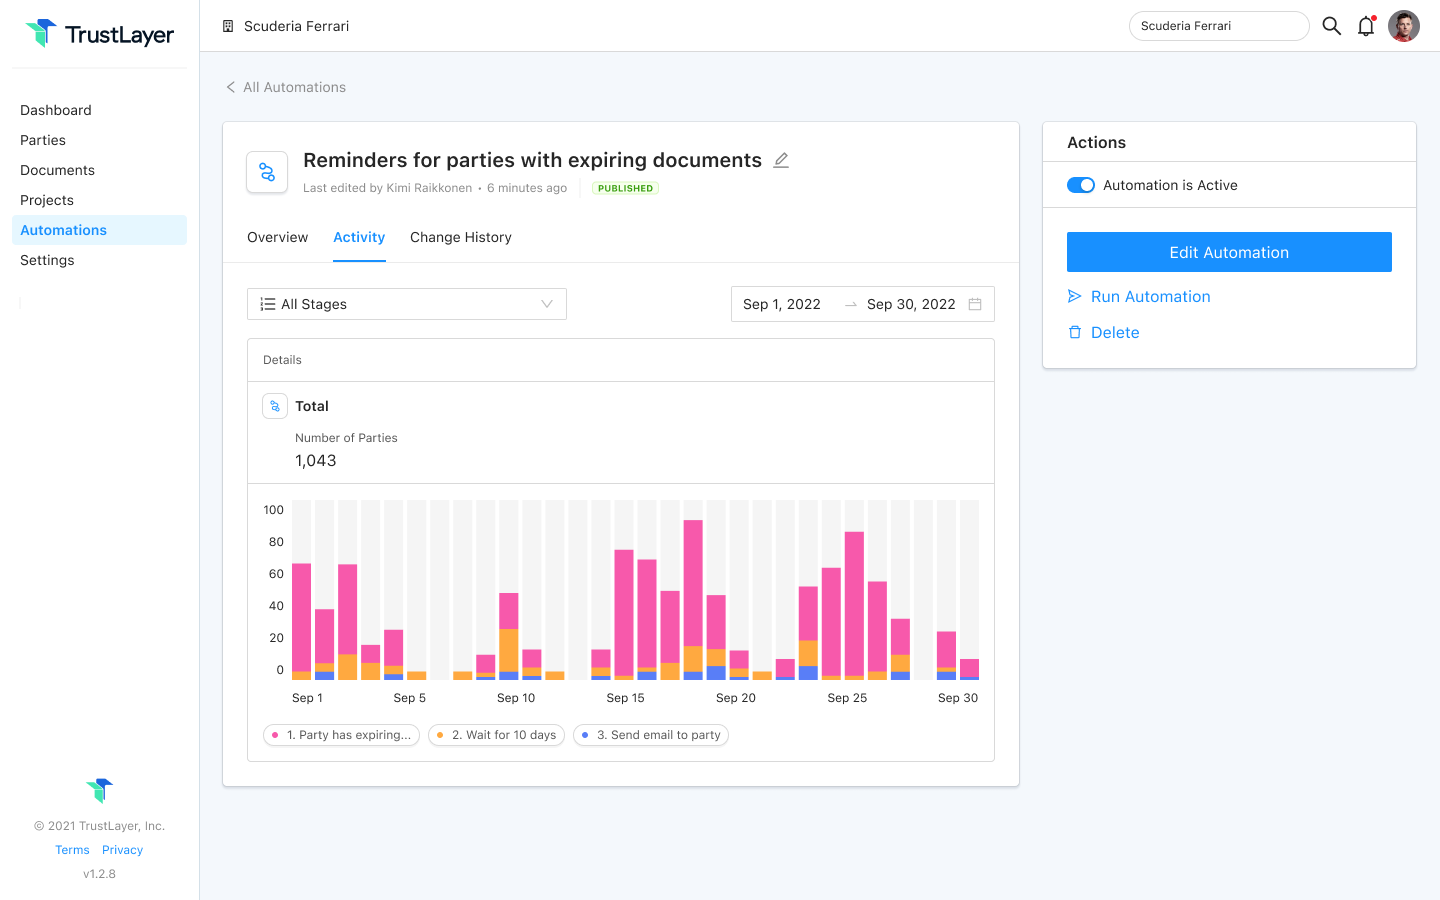 TrustLayer
Scuderia Ferrari
Scuderia Ferrari
Dashboard
Parties
Documents
Projects
Automations
Settings
© 2021 TrustLayer, Inc.
Terms Privacy
v1.2.8
All Automations
Reminders for parties with expiring documents
Last edited by Kimi Raikkonen • 6 minutes ago PUBLISHED
Overview Activity Change History
All Stages
Sep 1, 2022 → Sep 30, 2022
Details
Total
Number of Parties
1,043
100
80
60
40
20
0
Sep 1 Sep 5 Sep 10 Sep 15 Sep 20 Sep 25 Sep 30
1. Party has expiring... 2. Wait for 10 days 3. Send email to party
Actions
Automation is Active
Edit Automation
Run Automation
Delete